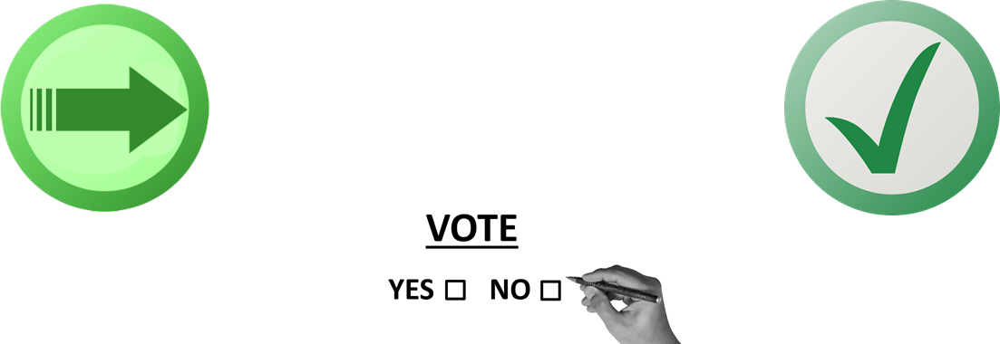 VOTE
YES □ NO □